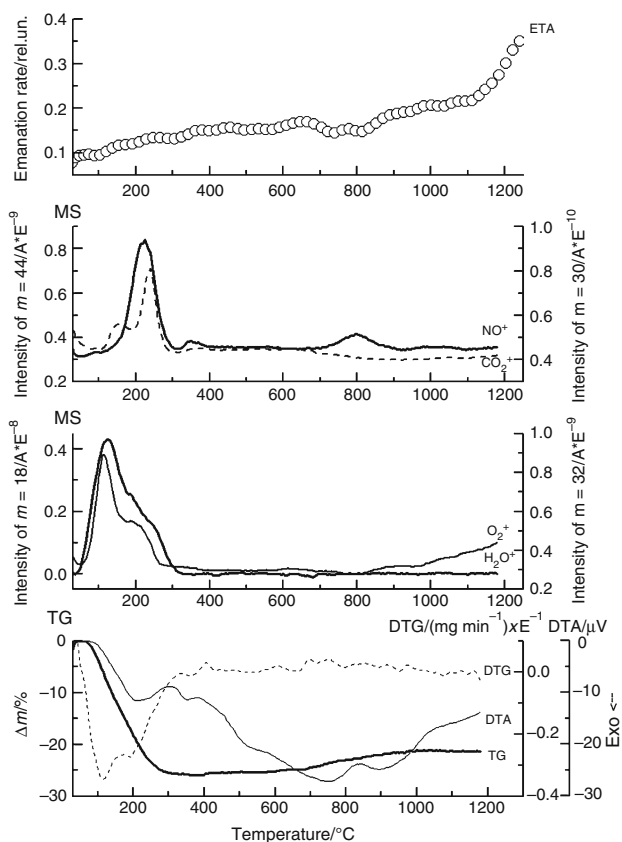 ETA
Emanation rate/rel.un.
0.4
0.3
0.2
0.1
200 400 600 800 1000 1200
MS
Intensity of m = 44/A*E⁻⁹
0.8
0.6
0.4
0.2
NO⁺
CO₂⁺
1.0
0.8
0.6
0.4
Intensity of m = 30/A*E⁻¹⁰
200 400 600 800 1000 1200
MS
Intensity of m = 18/A*E⁻⁸
0.4
0.2
0.0
O₂⁺
H₂O⁺
1.0
0.8
0.6
0.4
0.2
Intensity of m = 32/A*E⁻⁹
200 400 600 800 1000 1200
TG
DTG/(mg min⁻¹)xE⁻¹ DTA/µV
Δm/%
0
−10
−20
−30
DTG
DTA
TG
0.0
−0.2
−0.4
0
−10
−20
−30
Exo <--
200 400 600 800 1000 1200
Temperature/°C